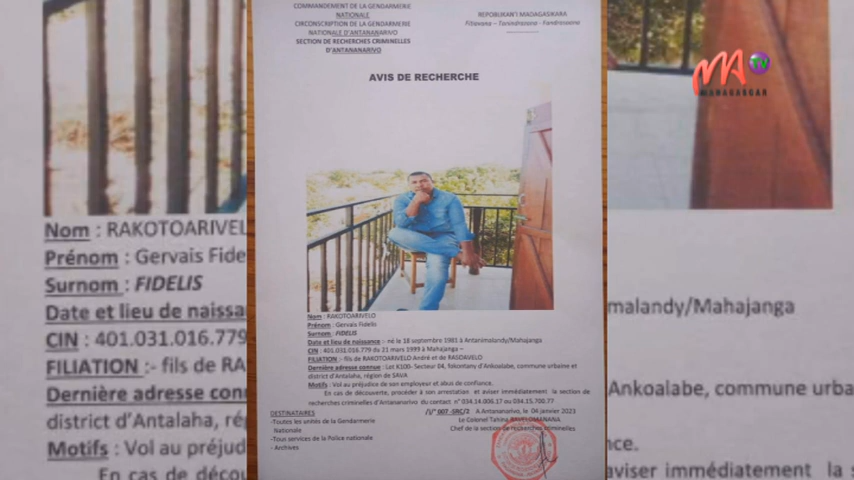 COMMANDEMENT DE LA GENDARMERIE
NATIONALE
CIRCONSCRIPTION DE LA GENDARMERIE
NATIONALE D'ANTANANARIVO
SECTION DE RECHERCHES CRIMINELLES
D'ANTANANARIVO
REPOBLIKAN'I MADAGASIKARA
Fitiavana – Tanindrazana - Fandrosoana
MA TV
MADAGASCAR
AVIS DE RECHERCHE
Nom : RAKOTOARIVELO
Prénom : Gervais Fidelis
Surnom : FIDELIS
Date et lieu de naissance :- né le 18 septembre 1981 à Antanimalandy/Mahajanga
CIN : 401.031.016.779 du 21 mars 1999 à Mahajanga –
FILIATION :- fils de RAKOTOARIVELO André et de
Dernière adresse connue : Lot K100- Secteur 04, fokontany d'Ankoalabe, commune urbaine et
district d'Antalaha, région de SAVA
Motifs : Vol au préjudice de son employeur et abus de confiance.
En cas de découverte, procéder à son arrestation et aviser immédiatement la section de
recherches criminelles d'Antananarivo du contact n° 034.14.006.17 ou 034.15.700.77
N° 007 -SRC/2 A Antananarivo, le 04 janvier 2023
Le Colonel Tahina
Chef de la section de recherches criminelles
DESTINATAIRES
-Toutes les unités de la Gendarmerie
Nationale
-Tous services de la Police nationale
- Archives
Nom : RAKOTOARIVEL
Prénom : Gervais Fide
Surnom : FIDELIS
Date et lieu de naissa
CIN : 401.031.016.779
FILIATION :- fils de RA
Dernière adresse conn
district d'Antalaha, rég
Motifs : Vol au préjud
En cas de décou
malandy/Mahajanga
Ankoalabe, commune urba
nce.
aviser immédiatement la s